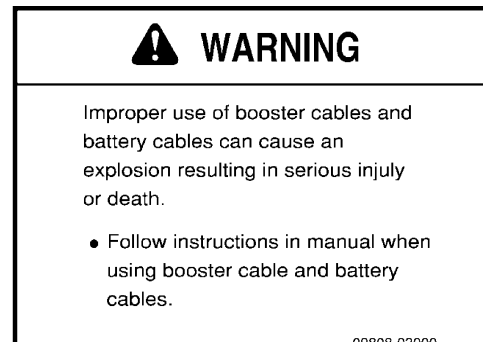 WARNING
Improper use of booster cables and
battery cables can cause an
explosion resulting in serious injuly
or death.
• Follow instructions in manual when
using booster cable and battery
cables.